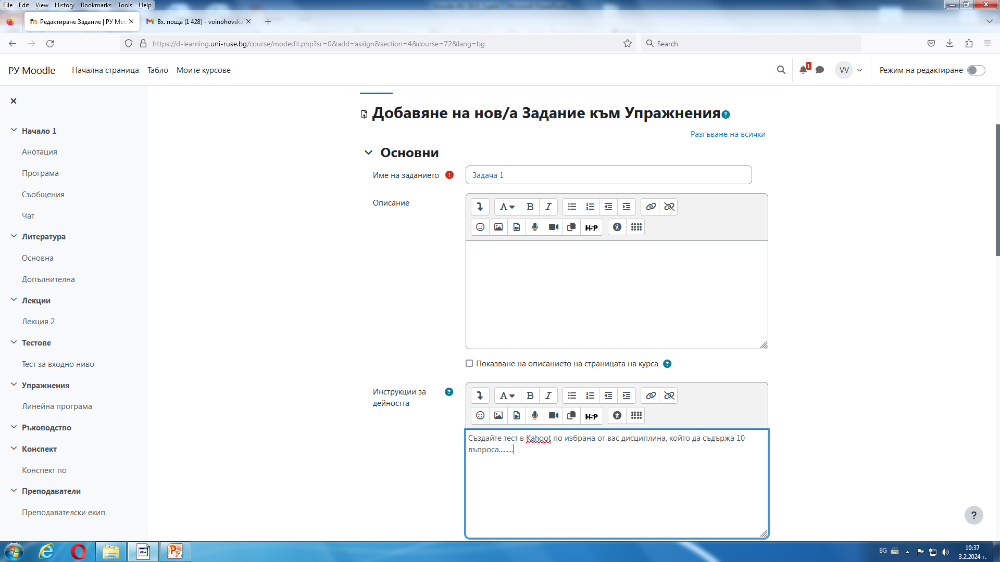 File Edit View History Bookmarks Tools Help
Редактиране Задание | РУ Moo
Вх. поща (1 428) - voinohovska
https://d-learning.uni-ruse.bg/course/modedit.php?sr=0&add=assign&section=4&course=72&lang=bg
Search
РУ Moodle
Начална страница
Табло
Моите курсове
1
VV
Режим на редактиране
Начало 1
Анотация
Програма
Съобщения
Чат
Литература
Основна
Допълнителна
Лекции
Лекция 2
Тестове
Тест за входно ниво
Упражнения
Линейна програма
Ръководство
Конспект
Конспект по
Преподаватели
Преподавателски екип
Добавяне на нов/а Задание към Упражнения
Разгъване на всички
Основни
Име на заданието
Задача 1
Описание
A B I
H5P
Показване на описанието на страницата на курса
Инструкции за
дейността
A B I
H5P
Създайте тест в Kahoot по избрана от вас дисциплина, който да съдържа 10
въпроса.........
?
BG
10:37
3.2.2024 г.